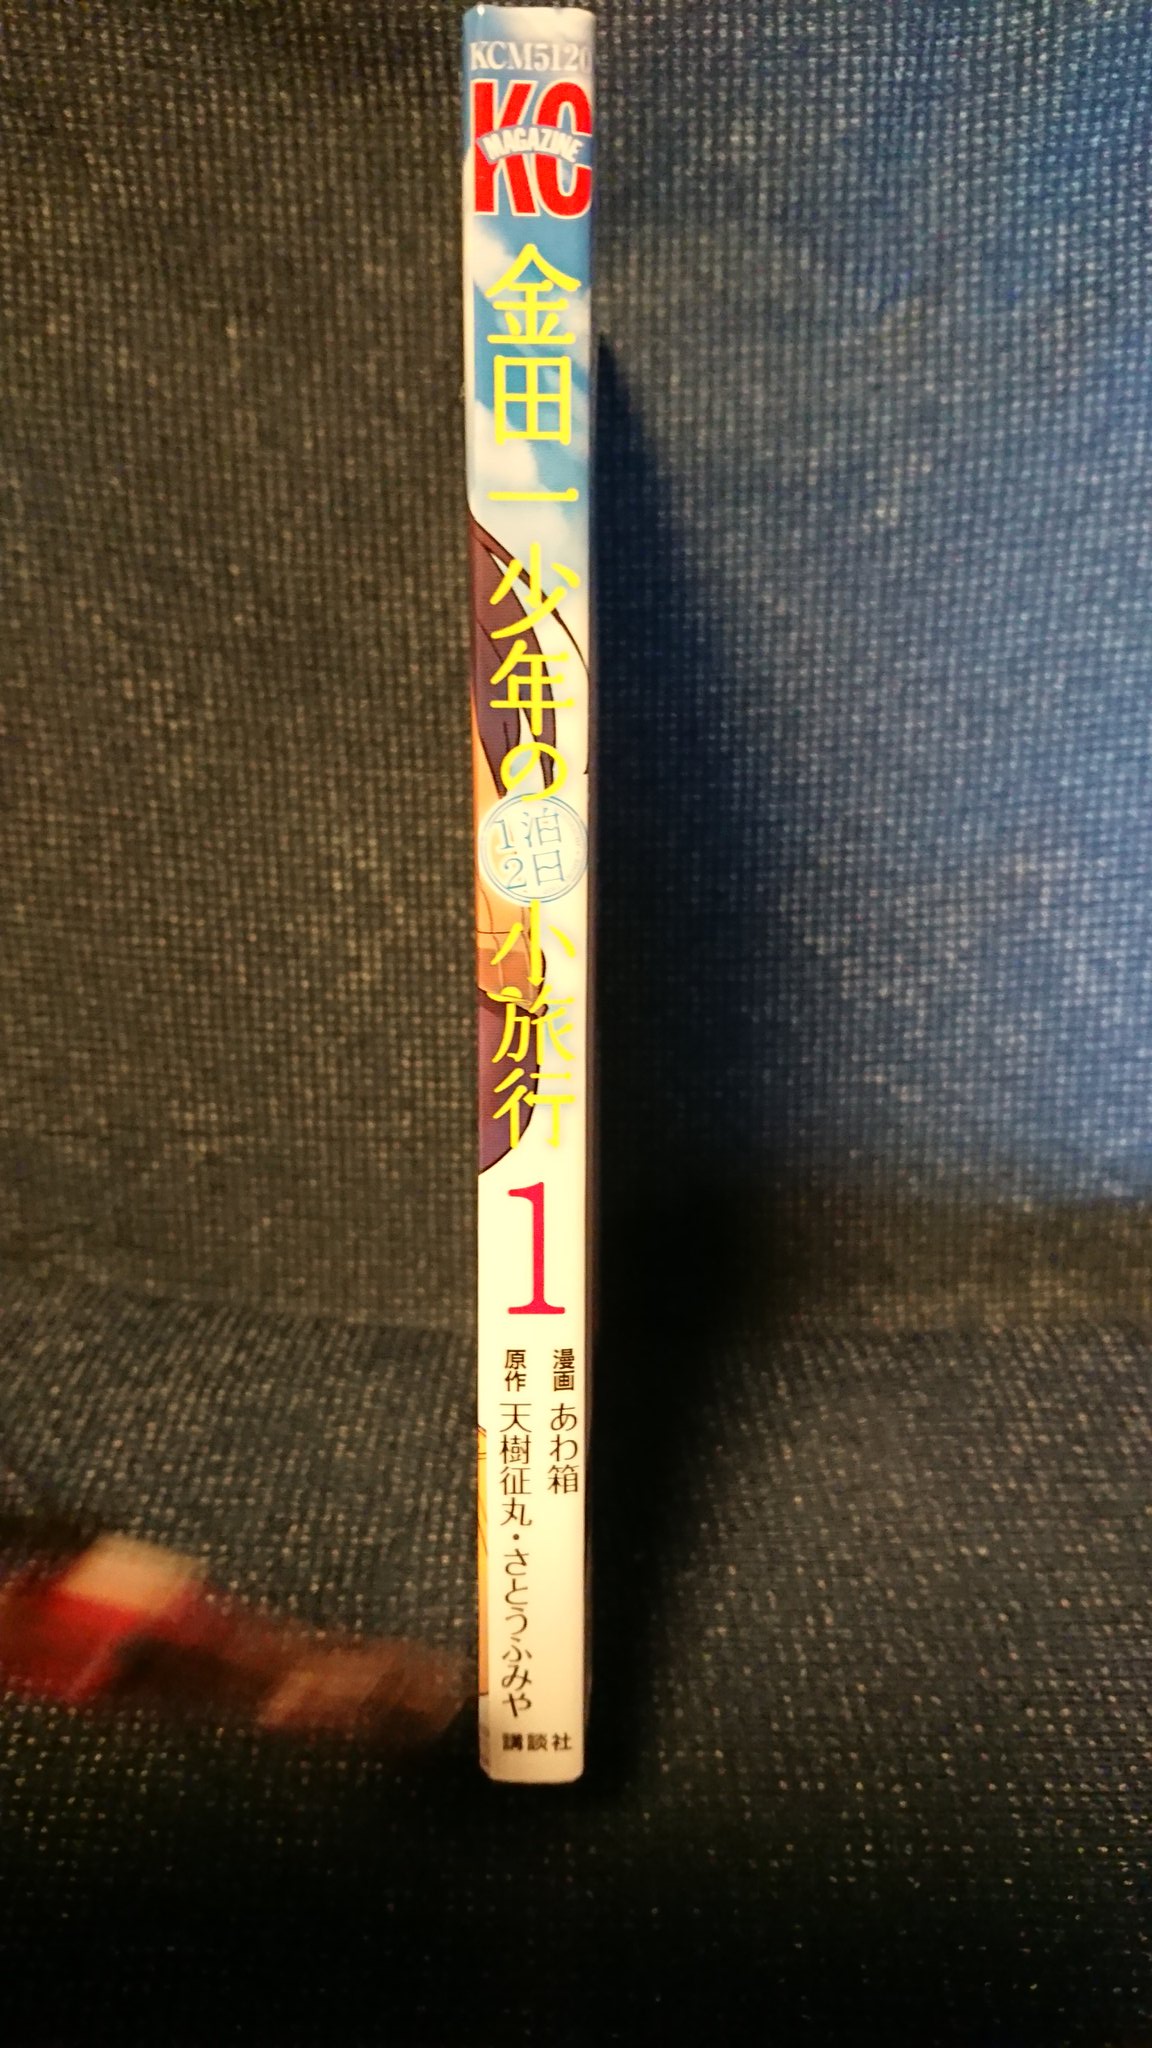 KCM5120
KC
MAGAZINE
金田一少年の
1泊
2日
小旅行
1
漫画 あわ箱
原作 天樹征丸・さとうふみや
講談社